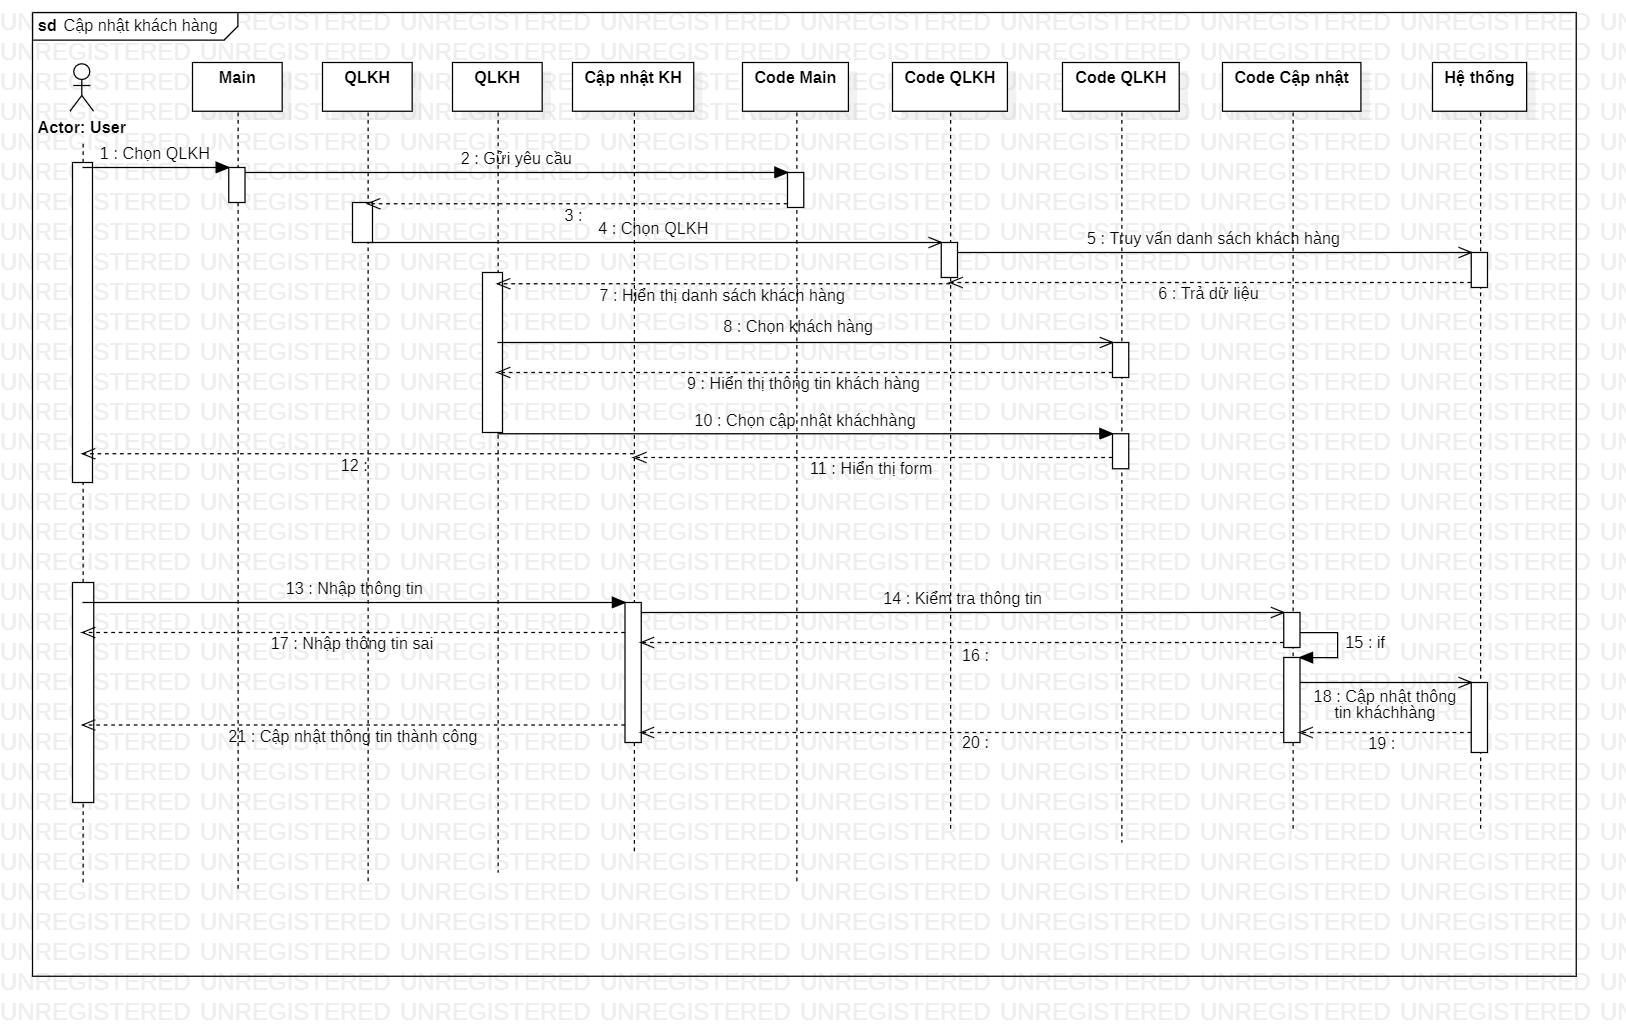 sd Cập nhật khách hàng
Main
QLKH
QLKH
Cập nhật KH
Code Main
Code QLKH
Code QLKH
Code Cập nhật
Hệ thống
Actor: User
1 : Chọn QLKH
2 : Gửi yêu cầu
3 :
4 : Chọn QLKH
5 : Truy vấn danh sách khách hàng
6 : Trả dữ liệu
7 : Hiển thị danh sách khách hàng
8 : Chọn khách hàng
9 : Hiển thị thông tin khách hàng
10 : Chọn cập nhật kháchhàng
12 :
11 : Hiển thị form
13 : Nhập thông tin
14 : Kiểm tra thông tin
17 : Nhập thông tin sai
15 : if
16 :
18 : Cập nhật thông
tin kháchhàng
21 : Cập nhật thông tin thành công
20 :
19 :
UNREGISTERED